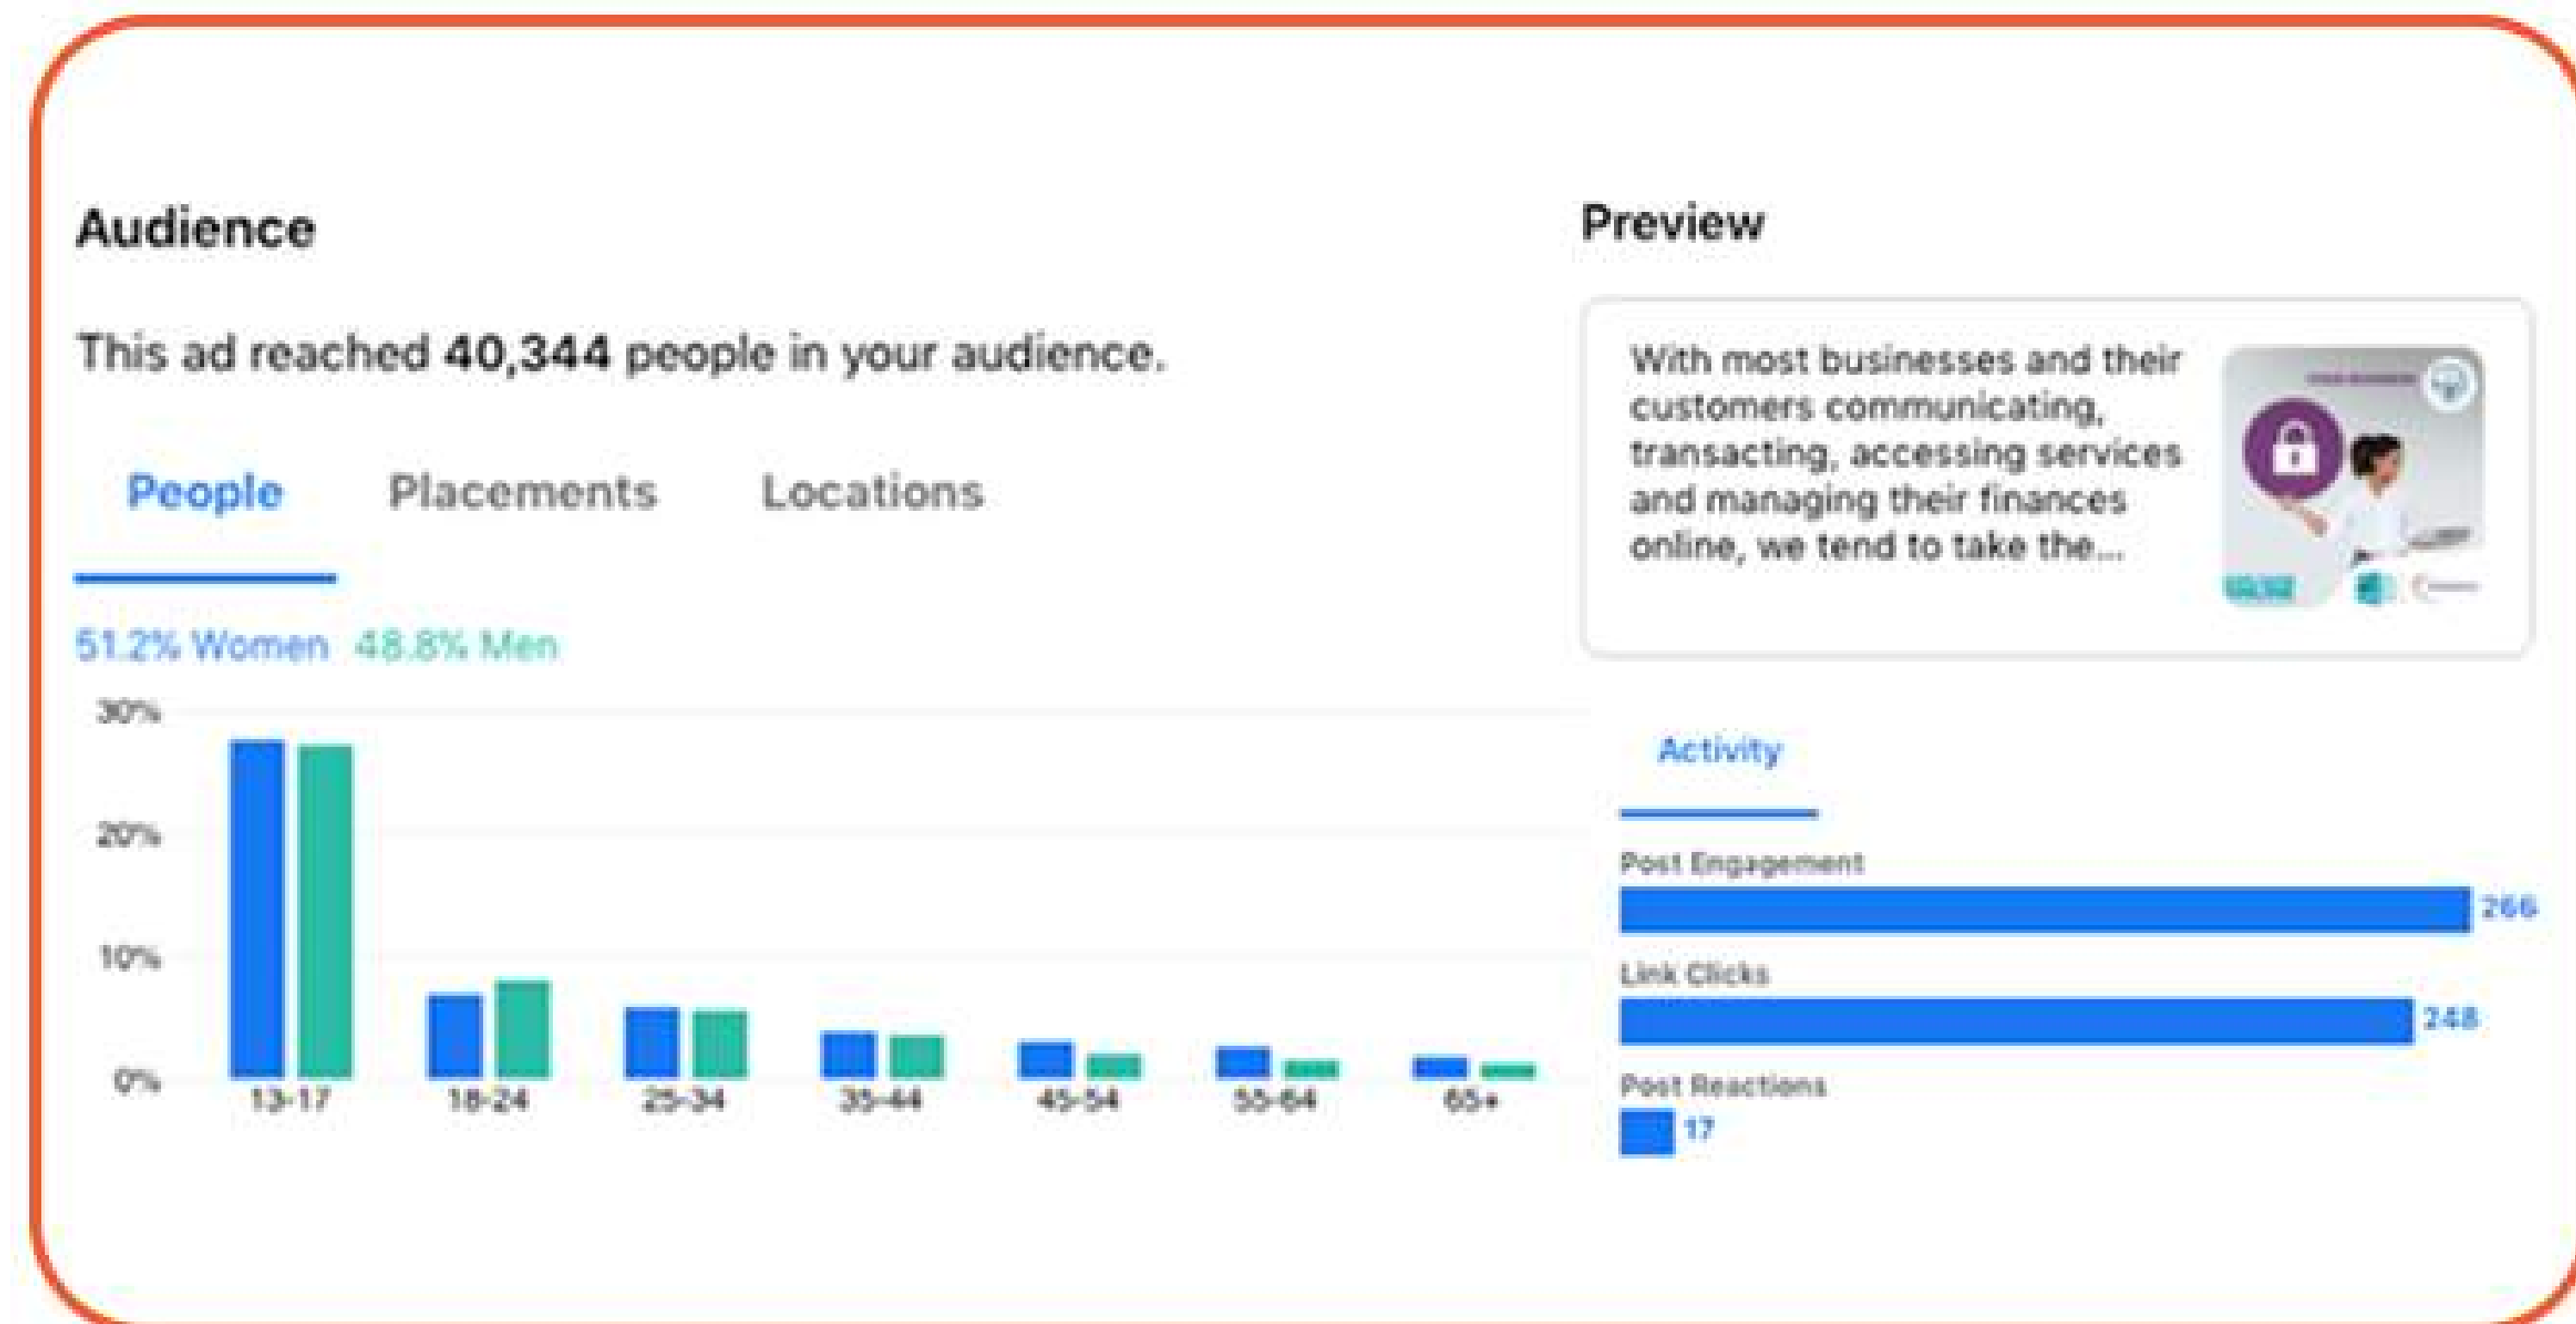 Audience
This ad reached 40,344 people in your audience.
People Placements Locations
51.2% Women 48.8% Men
30%
20%
10%
0%
13-17 18-24 25-34 35-44 45-54 55-64 65+
Preview
With most businesses and their
customers communicating,
transacting, accessing services
and managing their finances
online, we tend to take the...
Activity
Post Engagement
266
Link Clicks
248
Post Reactions
17